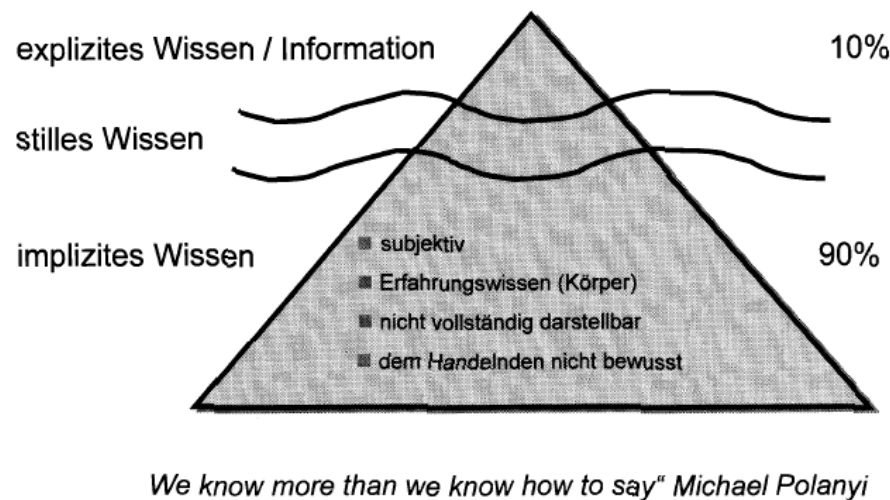 explizites Wissen / Information 10%
stilles Wissen
implizites Wissen 90%
subjektiv
Erfahrungswissen (Körper)
nicht vollständig darstellbar
dem Handelnden nicht bewusst
We know more than we know how to say“ Michael Polanyi